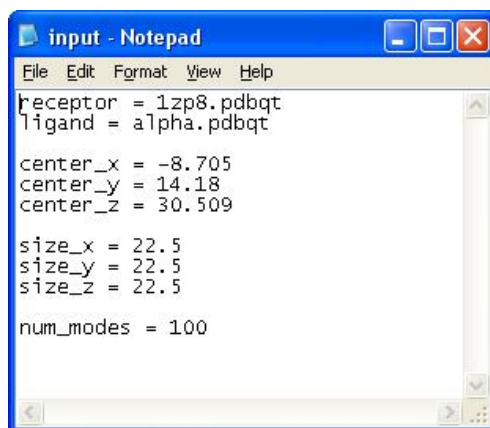 input - Notepad
File Edit Format View Help
receptor = 1zp8.pdbqt
ligand = alpha.pdbqt
center_x = -8.705
center_y = 14.18
center_z = 30.509
size_x = 22.5
size_y = 22.5
size_z = 22.5
num_modes = 100